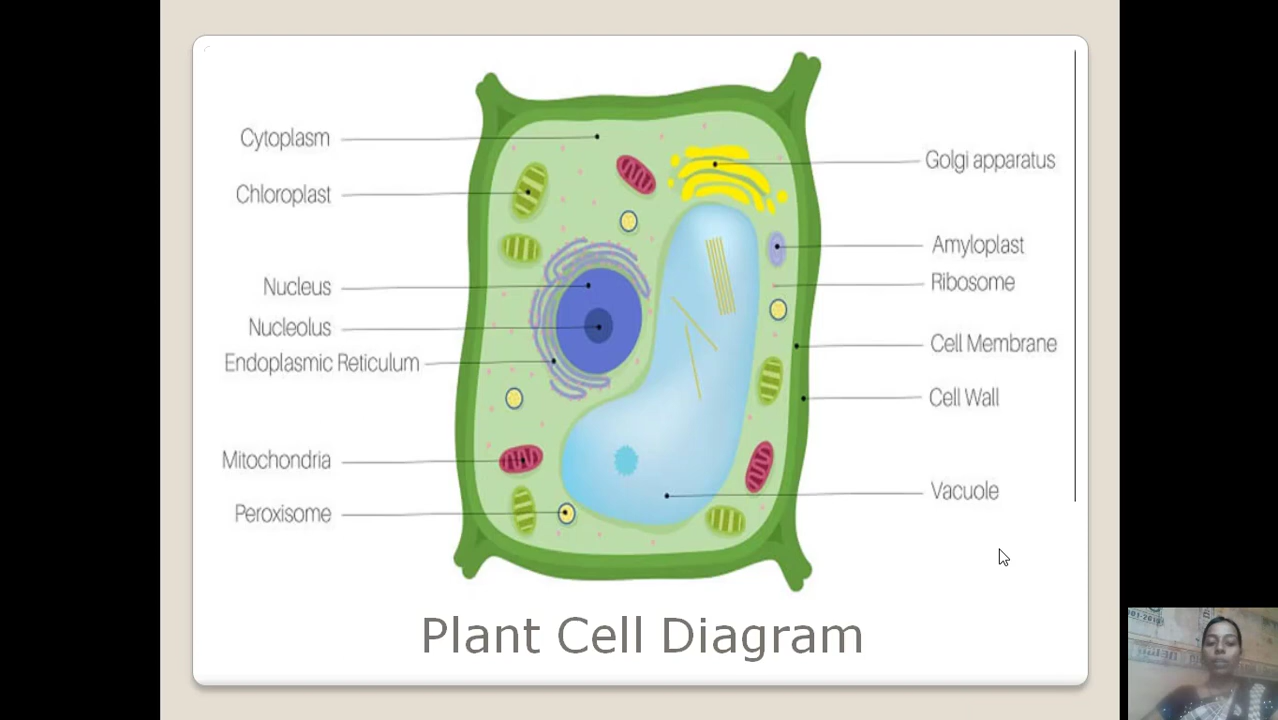 Cytoplasm
Chloroplast
Nucleus
Nucleolus
Endoplasmic Reticulum
Mitochondria
Peroxisome
Golgi apparatus
Amyloplast
Ribosome
Cell Membrane
Cell Wall
Vacuole
Plant Cell Diagram